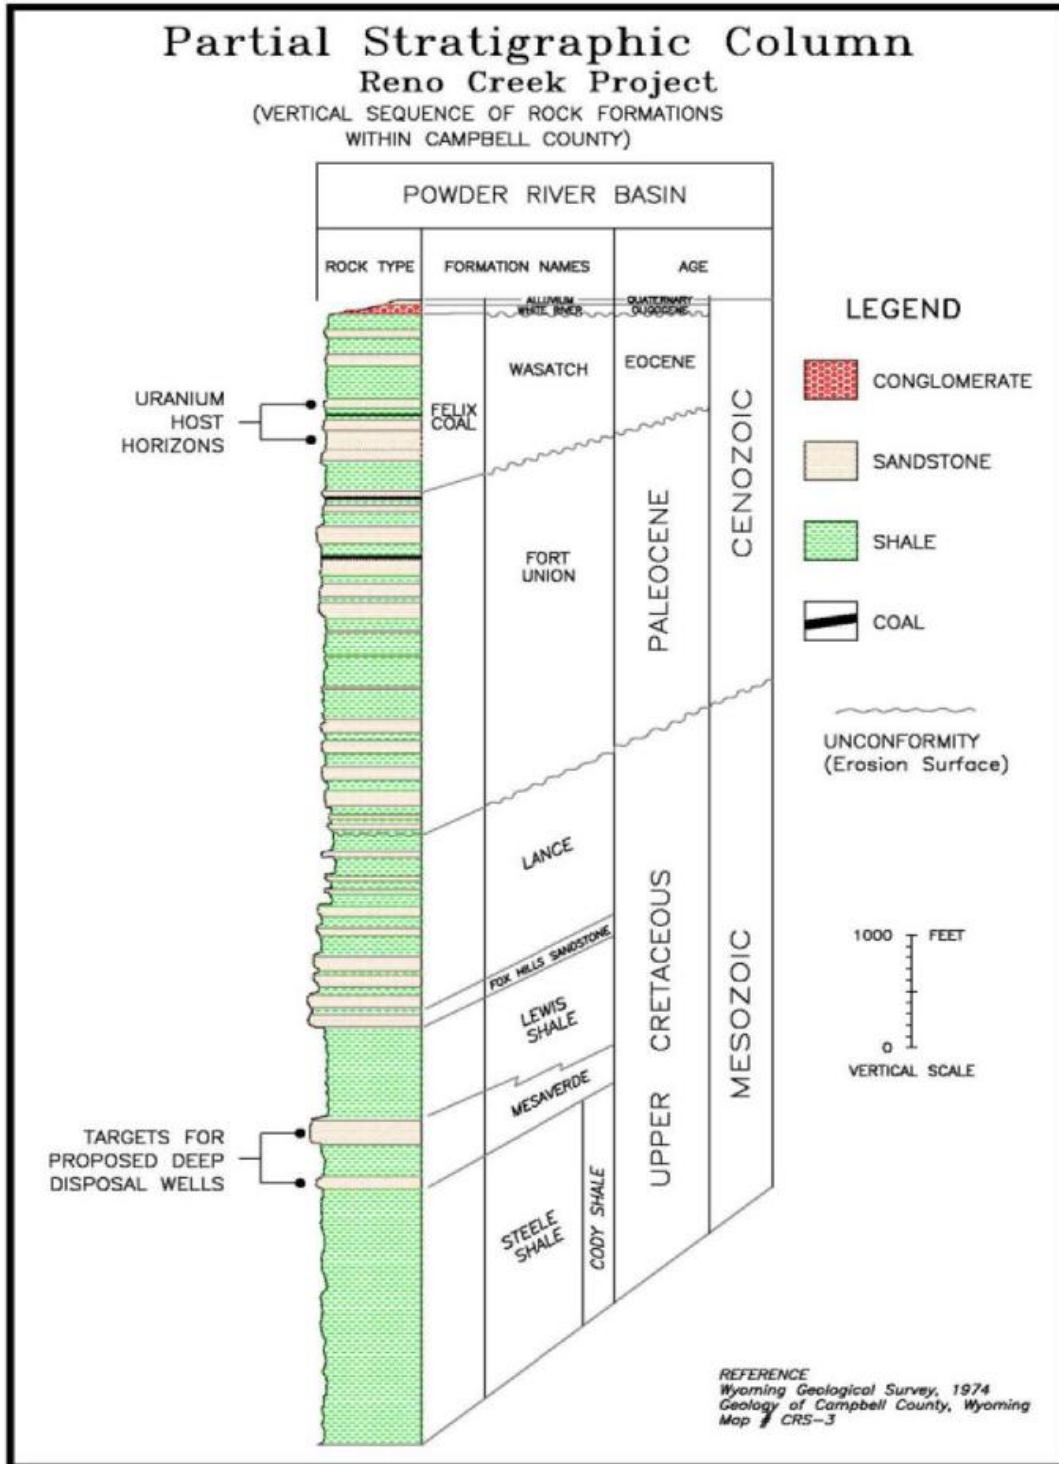 Partial Stratigraphic Column
Reno Creek Project
(VERTICAL SEQUENCE OF ROCK FORMATIONS
WITHIN CAMPBELL COUNTY)
POWDER RIVER BASIN
ROCK TYPE
FORMATION NAMES
AGE
ALLUVIUM
QUATERNARY
WHITE RIVER
OLIGOCENE
WASATCH
EOCENE
FELIX
COAL
FORT
UNION
PALEOCENE
CENOZOIC
LANCE
FOX HILLS SANDSTONE
LEWIS
SHALE
MESAVERDE
STEELE
SHALE
CODY SHALE
UPPER CRETACEOUS
MESOZOIC
URANIUM
HOST
HORIZONS
TARGETS FOR
PROPOSED DEEP
DISPOSAL WELLS
LEGEND
CONGLOMERATE
SANDSTONE
SHALE
COAL
UNCONFORMITY
(Erosion Surface)
1000 FEET
0
VERTICAL SCALE
REFERENCE
Wyoming Geological Survey, 1974
Geology of Campbell County, Wyoming
Map # CRS-3